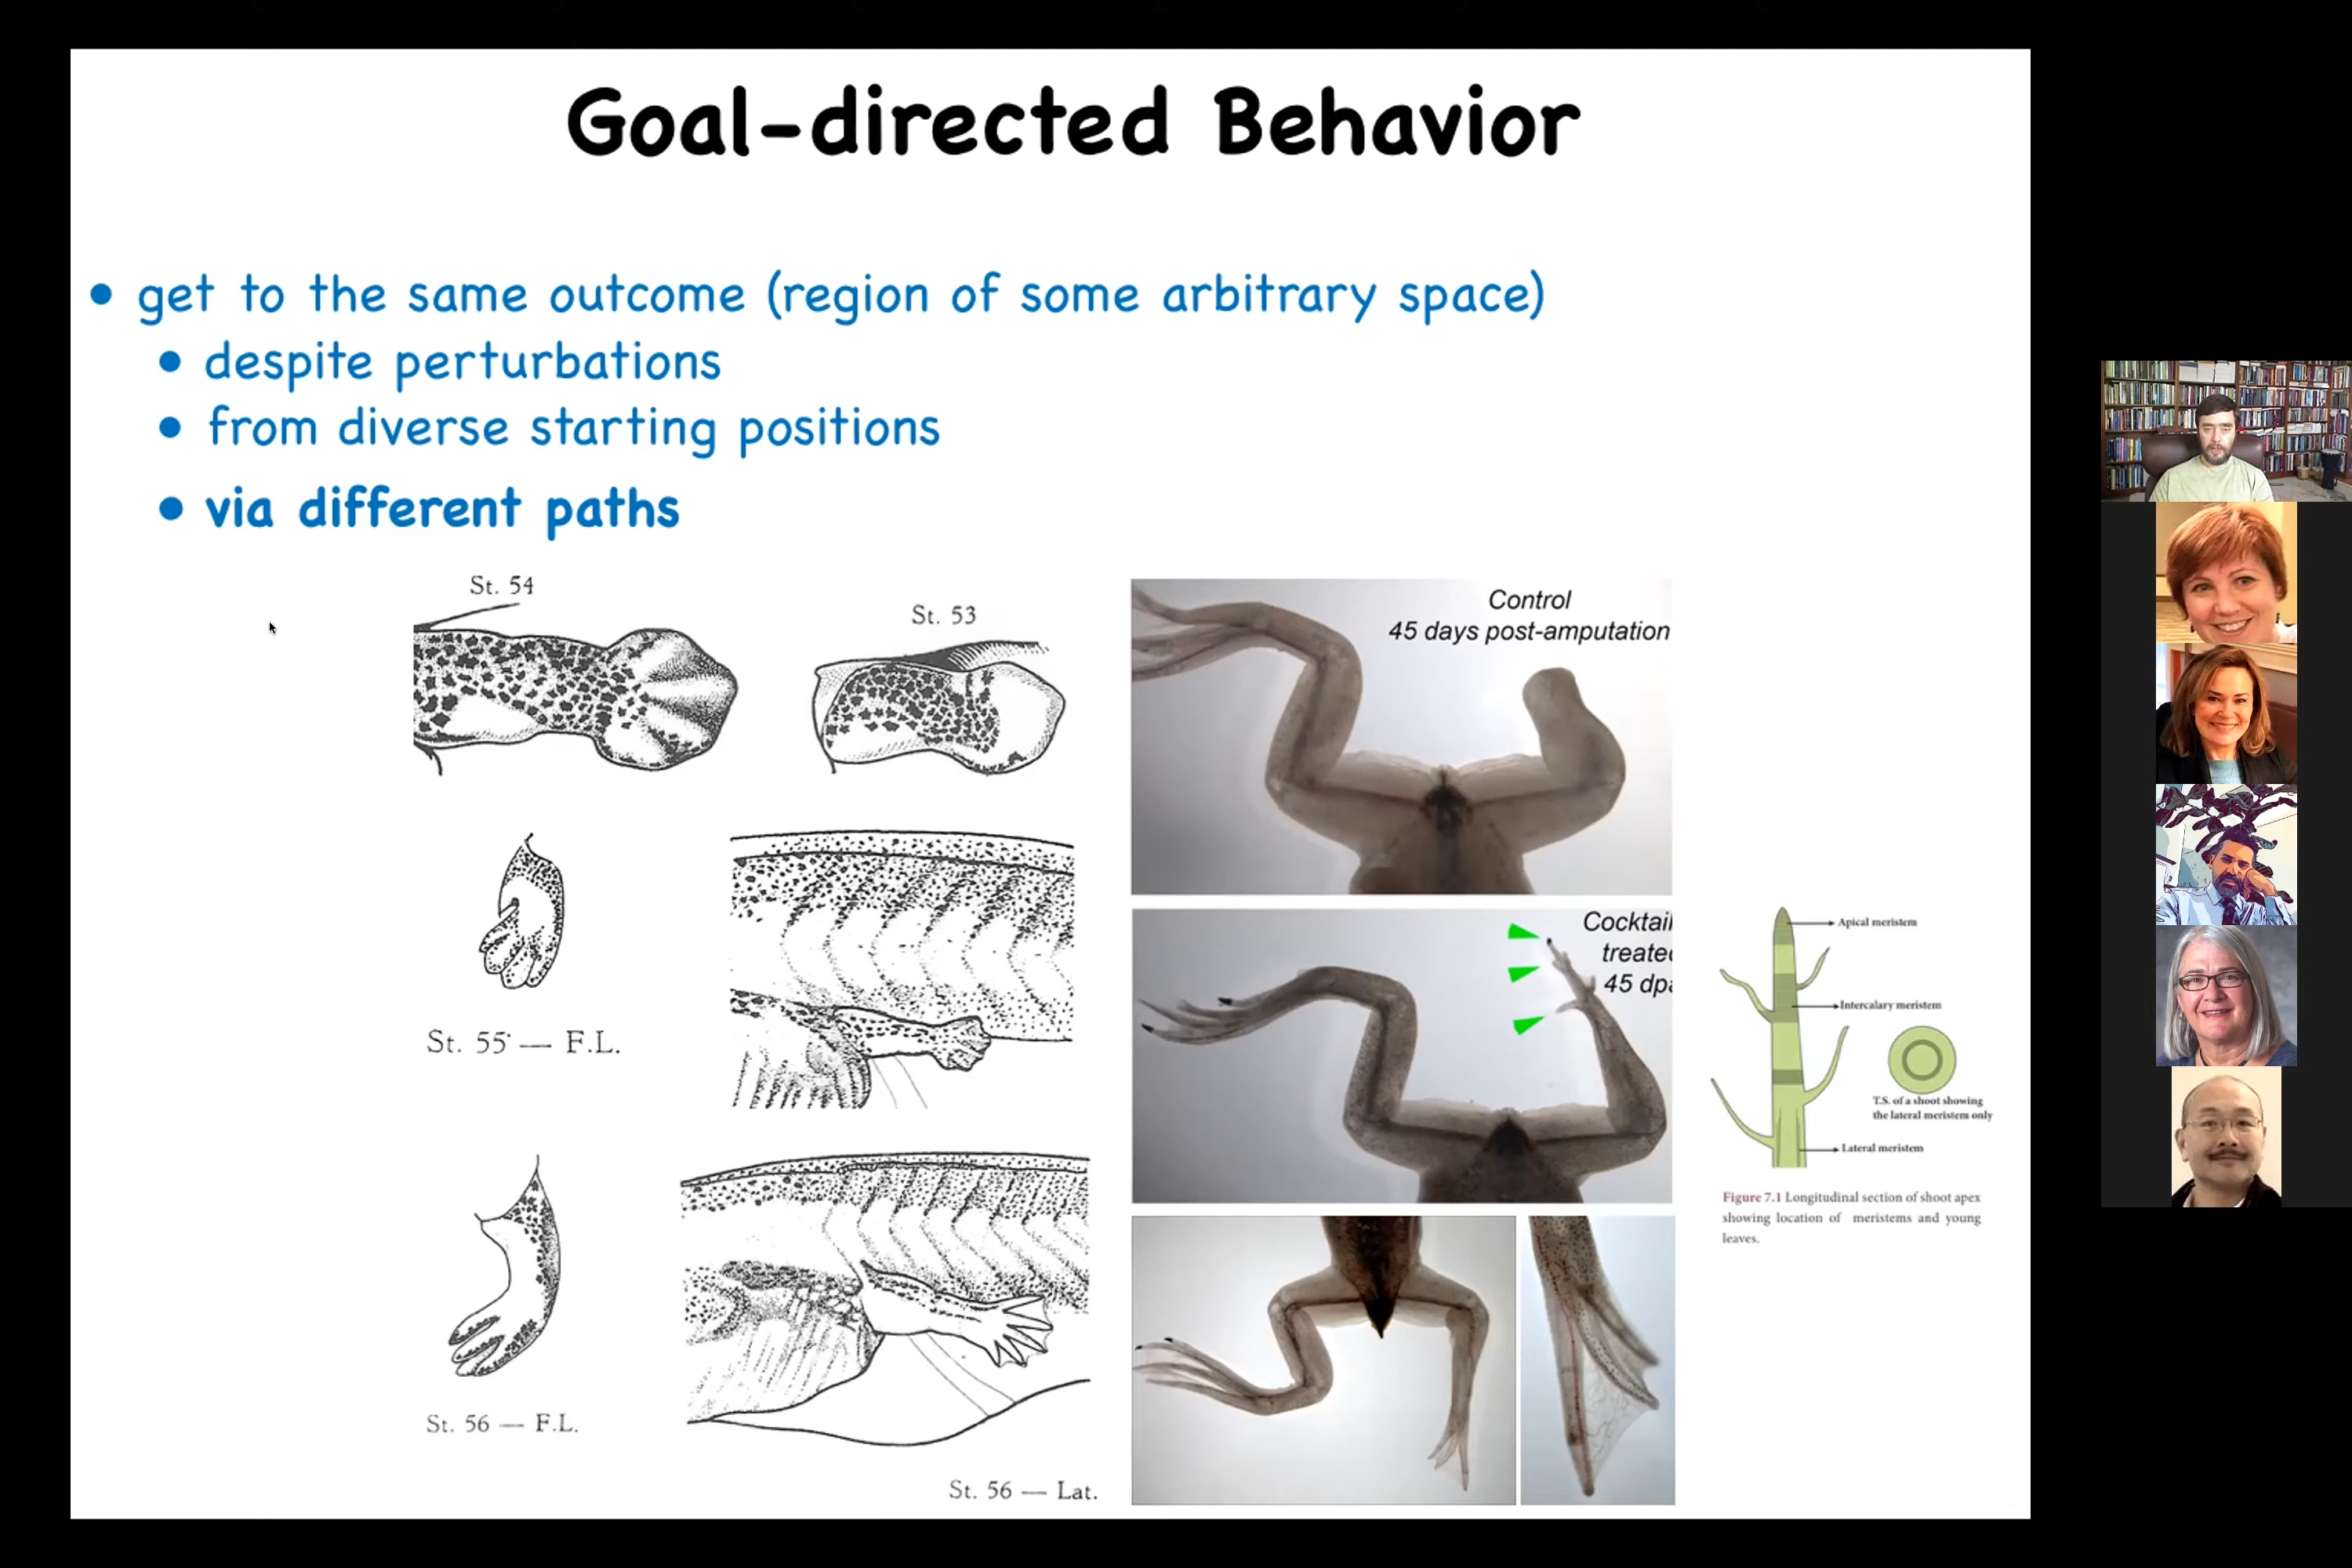 Goal-directed Behavior
• get to the same outcome (region of some arbitrary space)
• despite perturbations
• from diverse starting positions
• via different paths
St. 54
St. 53
St. 55 — F.L.
St. 56 — F.L.
St. 56 — Lat.
Control
45 days post-amputation
Cocktail
treated
45 dpa
Apical meristem
Intercalary meristem
T.S. of a shoot showing
the lateral meristem only
Lateral meristem
Figure 7.1 Longitudinal section of shoot apex
showing location of meristems and young
leaves.